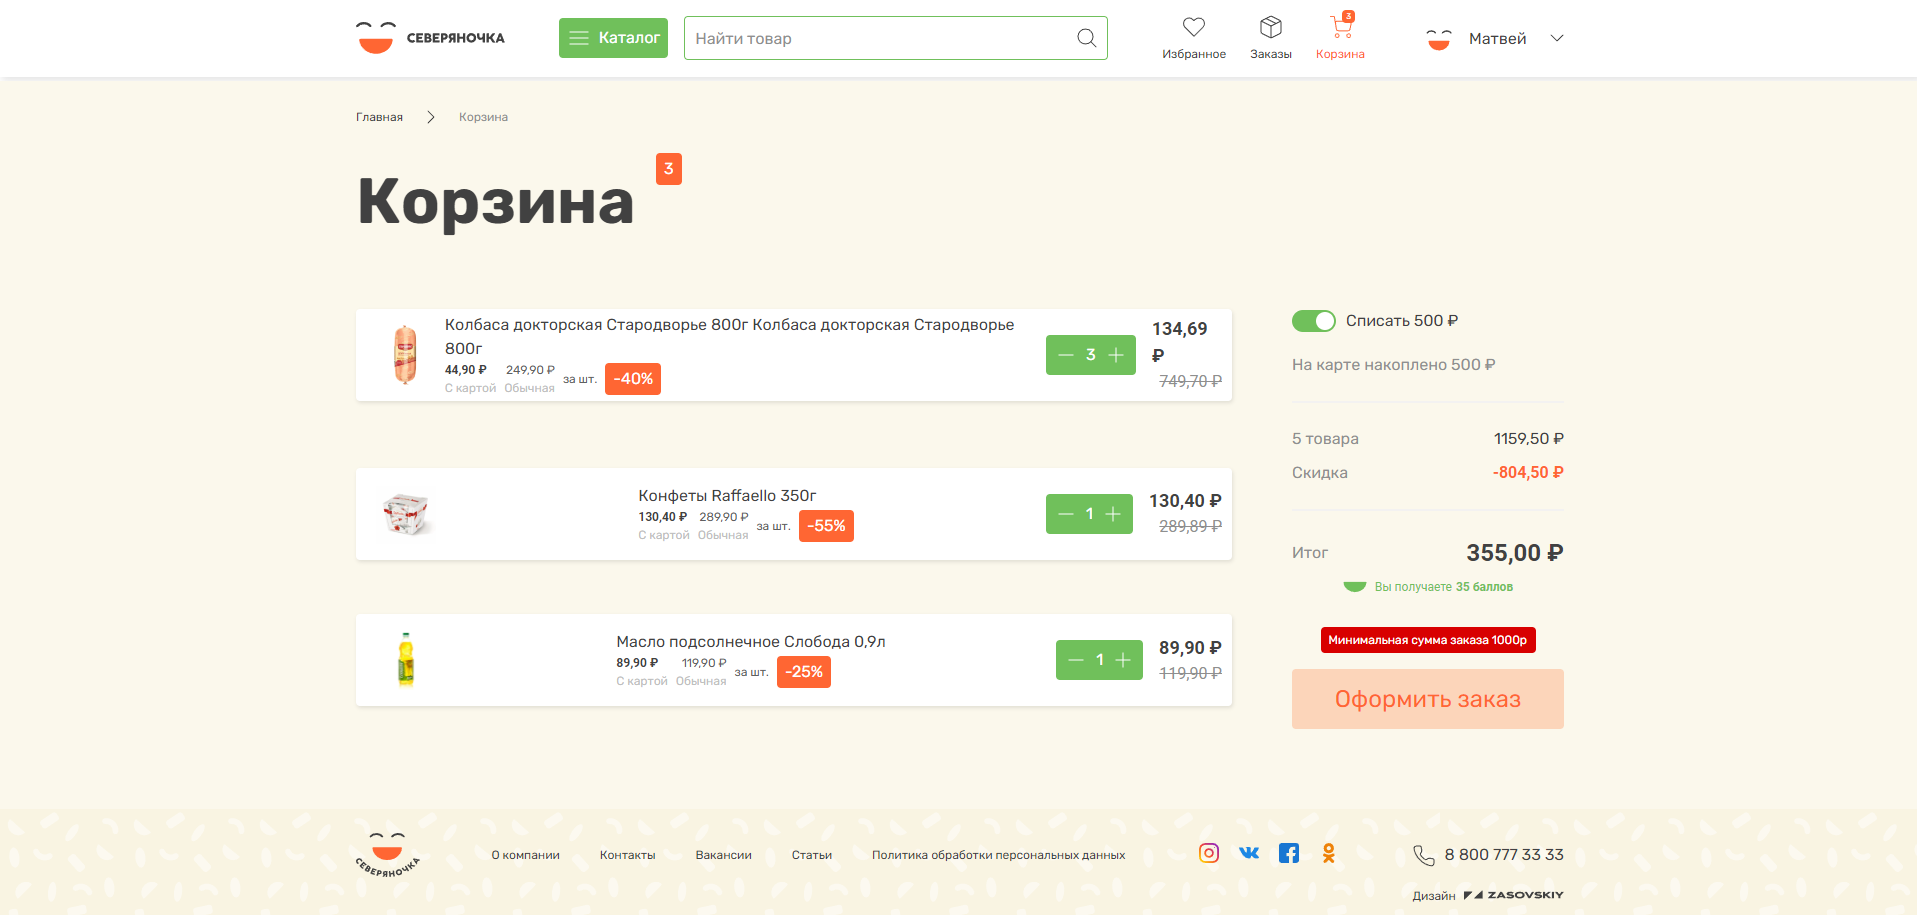 СЕВЕРЯНОЧКА
Каталог
Найти товар
3
Избранное
Заказы
Корзина
Матвей
Главная
Корзина
Корзина
3
Колбаса докторская Стародворье 800г Колбаса докторская Стародворье
800г
44,90 ₽ 249,90 ₽
С картой Обычная
за шт.
-40%
3
134,69
₽
749,70 ₽
Конфеты Raffaello 350г
130,40 ₽ 289,90 ₽
С картой Обычная
за шт.
-55%
1
130,40 ₽
289,89 ₽
Масло подсолнечное Слобода 0,9л
89,90 ₽ 119,90 ₽
С картой Обычная
за шт.
-25%
1
89,90 ₽
119,90 ₽
Списать 500 ₽
На карте накоплено 500 ₽
5 товара 1159,50 ₽
Скидка -804,50 ₽
Итог 355,00 ₽
Вы получаете 35 баллов
Минимальная сумма заказа 1000р
Оформить заказ
СЕВЕРЯНОЧКА
О компании
Контакты
Вакансии
Статьи
Политика обработки персональных данных
8 800 777 33 33
Дизайн ZASOVSKIY